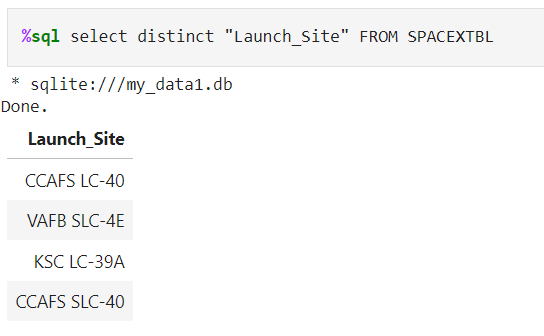 %sql select distinct "Launch_Site" FROM SPACEXTBL
* sqlite:///my_data1.db
Done.
Launch_Site
CCAFS LC-40
VAFB SLC-4E
KSC LC-39A
CCAFS SLC-40